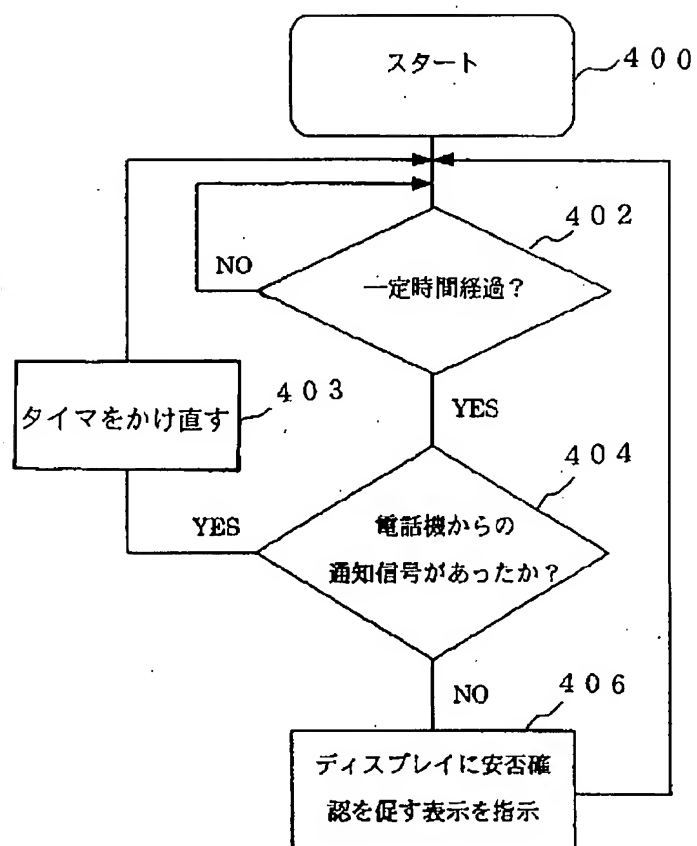 スタート
400
402
NO
一定時間経過?
403
タイマをかけ直す
YES
404
YES
電話機からの
通知信号があったか?
NO
406
ディスプレイに安否確
認を促す表示を指示